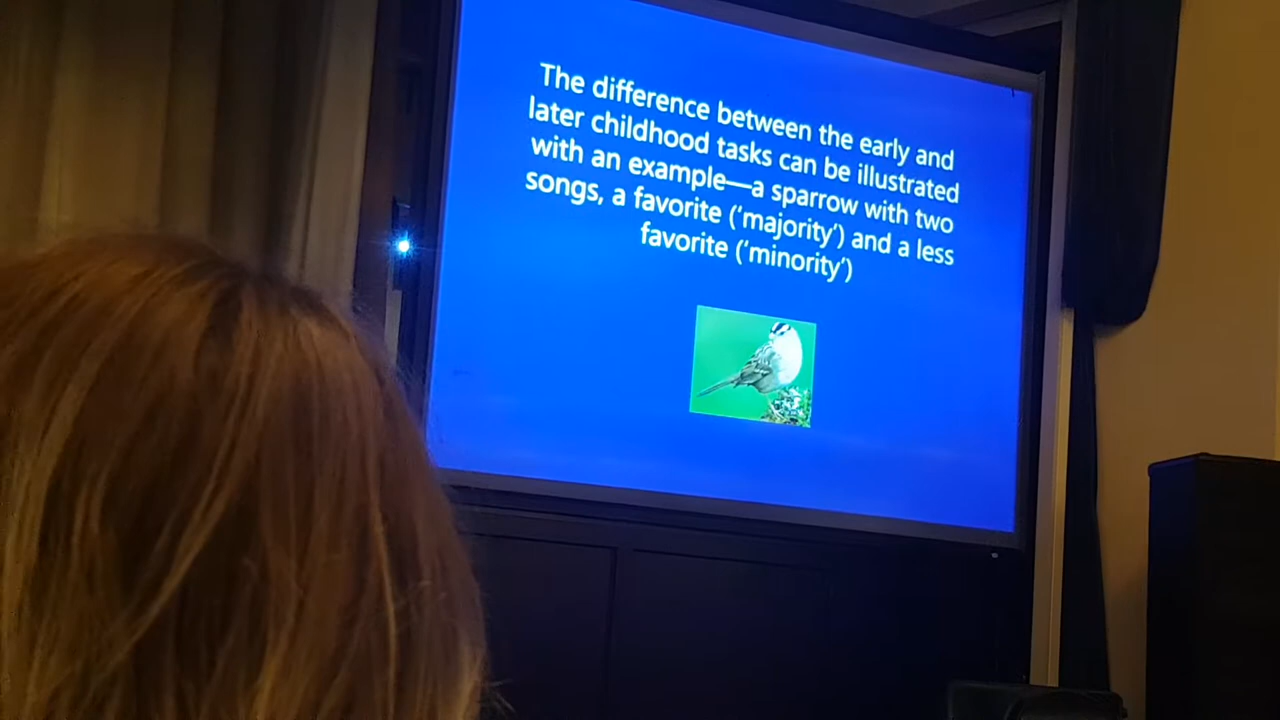 The difference between the early and
later childhood tasks can be illustrated
with an example—a sparrow with two
songs, a favorite (‘majority’) and a less
favorite (‘minority’)